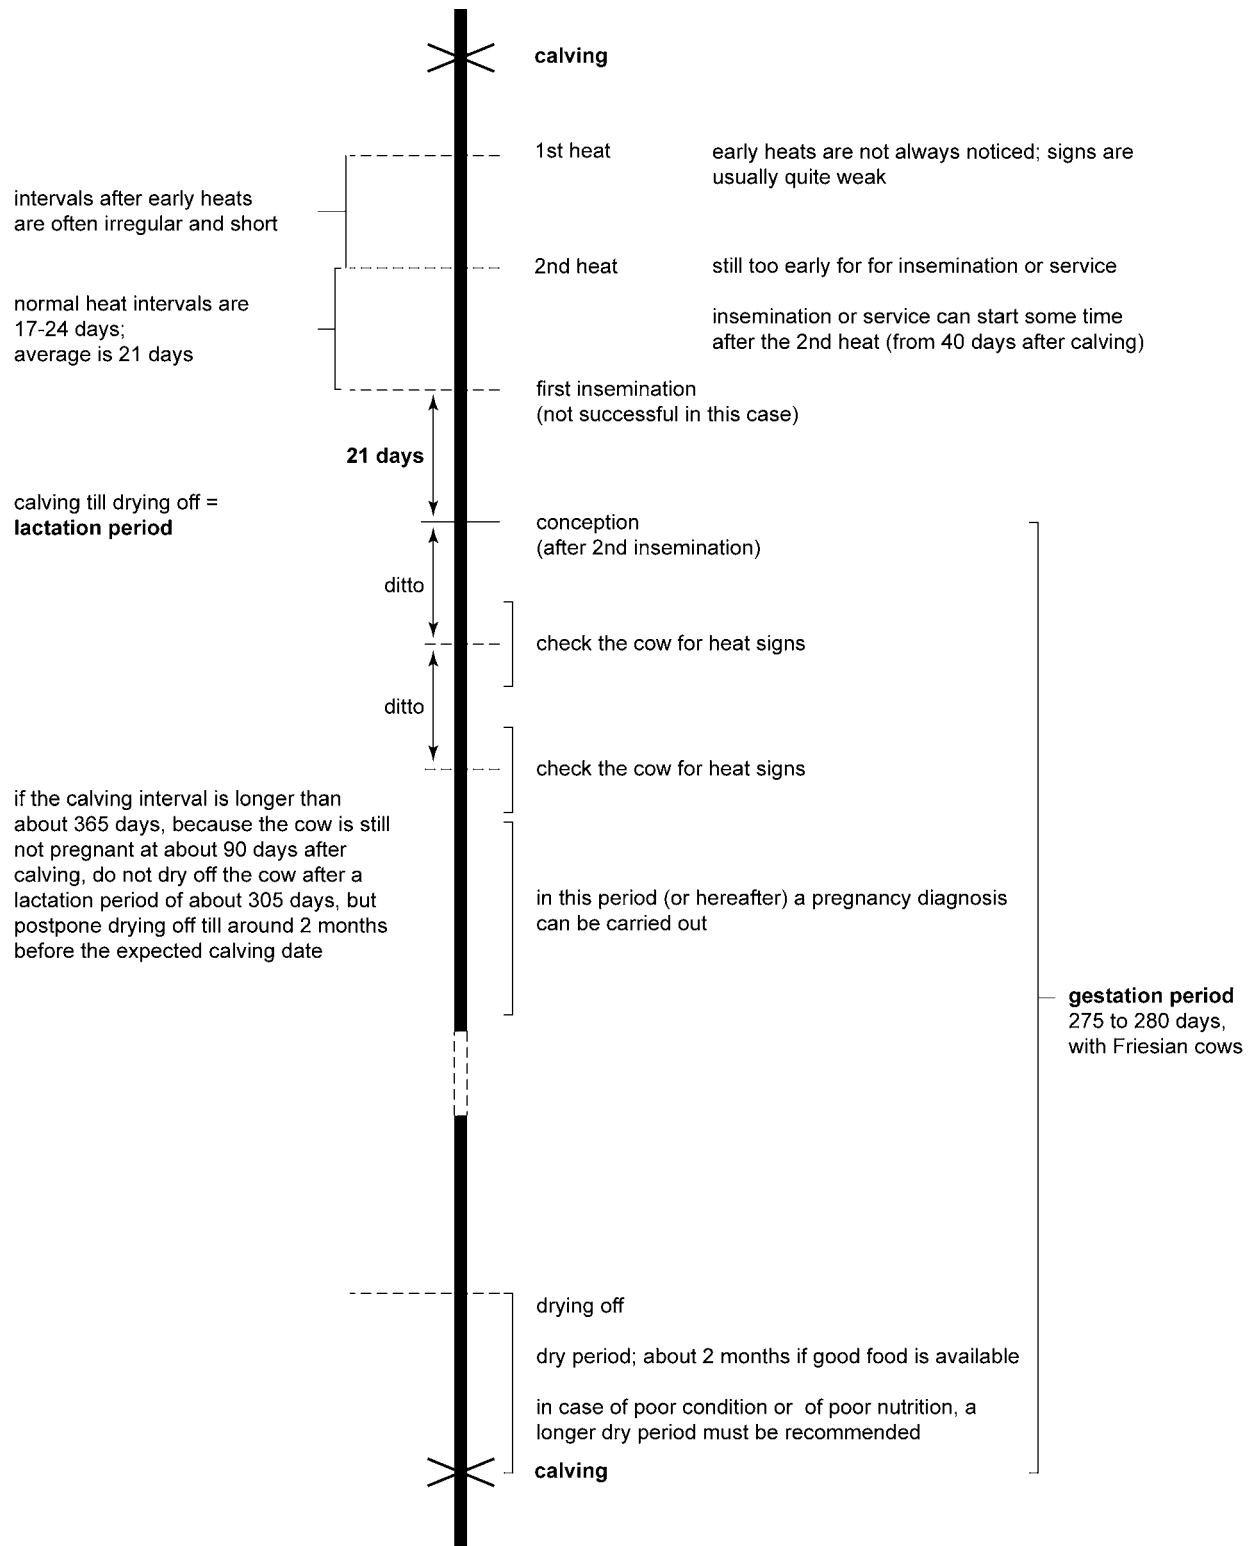 calving
1st heat
early heats are not always noticed; signs are
usually quite weak
intervals after early heats
are often irregular and short
2nd heat
still too early for for insemination or service
normal heat intervals are
17-24 days;
average is 21 days
insemination or service can start some time
after the 2nd heat (from 40 days after calving)
first insemination
(not successful in this case)
21 days
calving till drying off =
lactation period
conception
(after 2nd insemination)
ditto
check the cow for heat signs
ditto
check the cow for heat signs
if the calving interval is longer than
about 365 days, because the cow is still
not pregnant at about 90 days after
calving, do not dry off the cow after a
lactation period of about 305 days, but
postpone drying off till around 2 months
before the expected calving date
in this period (or hereafter) a pregnancy diagnosis
can be carried out
gestation period
275 to 280 days,
with Friesian cows
drying off
dry period; about 2 months if good food is available
in case of poor condition or  of poor nutrition, a
longer dry period must be recommended
calving